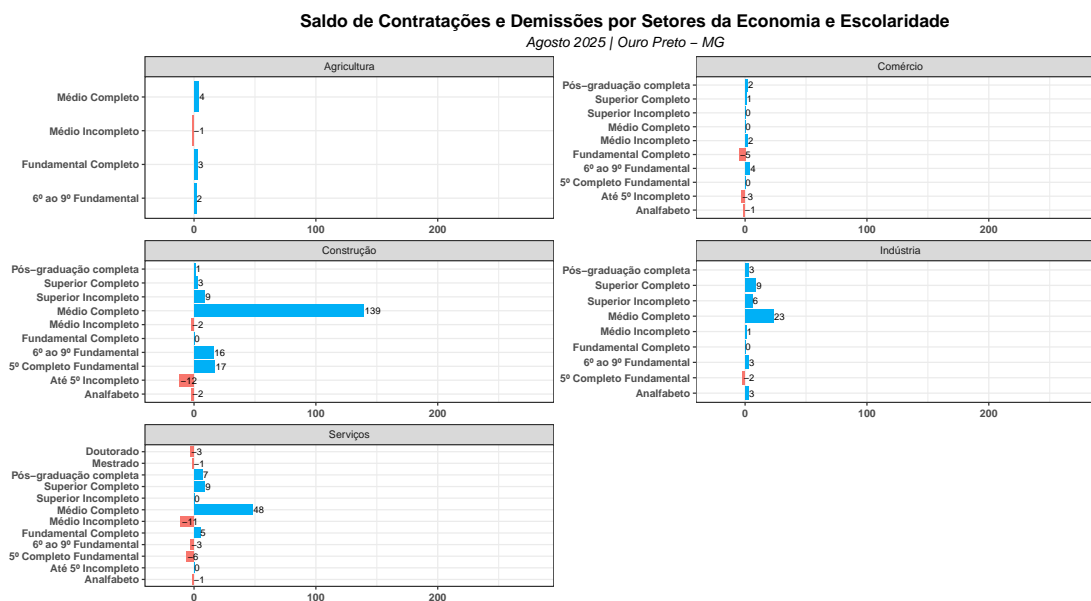 Saldo de Contratações e Demissões por Setores da Economia e Escolaridade
Agosto 2025 | Ouro Preto – MG
Agricultura
Médio Completo 4
Médio Incompleto −1
Fundamental Completo 3
6º ao 9º Fundamental 2
0 100 200
Comércio
Pós−graduação completa 2
Superior Completo 1
Superior Incompleto 0
Médio Completo 0
Médio Incompleto 2
Fundamental Completo −5
6º ao 9º Fundamental 4
5º Completo Fundamental 0
Até 5º Incompleto −3
Analfabeto −1
0 100 200
Construção
Pós−graduação completa 1
Superior Completo 3
Superior Incompleto 9
Médio Completo 139
Médio Incompleto −2
Fundamental Completo 0
6º ao 9º Fundamental 16
5º Completo Fundamental 17
Até 5º Incompleto −12
Analfabeto −2
0 100 200
Indústria
Pós−graduação completa 3
Superior Completo 9
Superior Incompleto 6
Médio Completo 23
Médio Incompleto 1
Fundamental Completo 0
6º ao 9º Fundamental 3
5º Completo Fundamental −2
Analfabeto 3
0 100 200
Serviços
Doutorado −3
Mestrado −1
Pós−graduação completa 7
Superior Completo 9
Superior Incompleto 0
Médio Completo 48
Médio Incompleto −11
Fundamental Completo 5
6º ao 9º Fundamental −3
5º Completo Fundamental −6
Até 5º Incompleto 0
Analfabeto −1
0 100 200